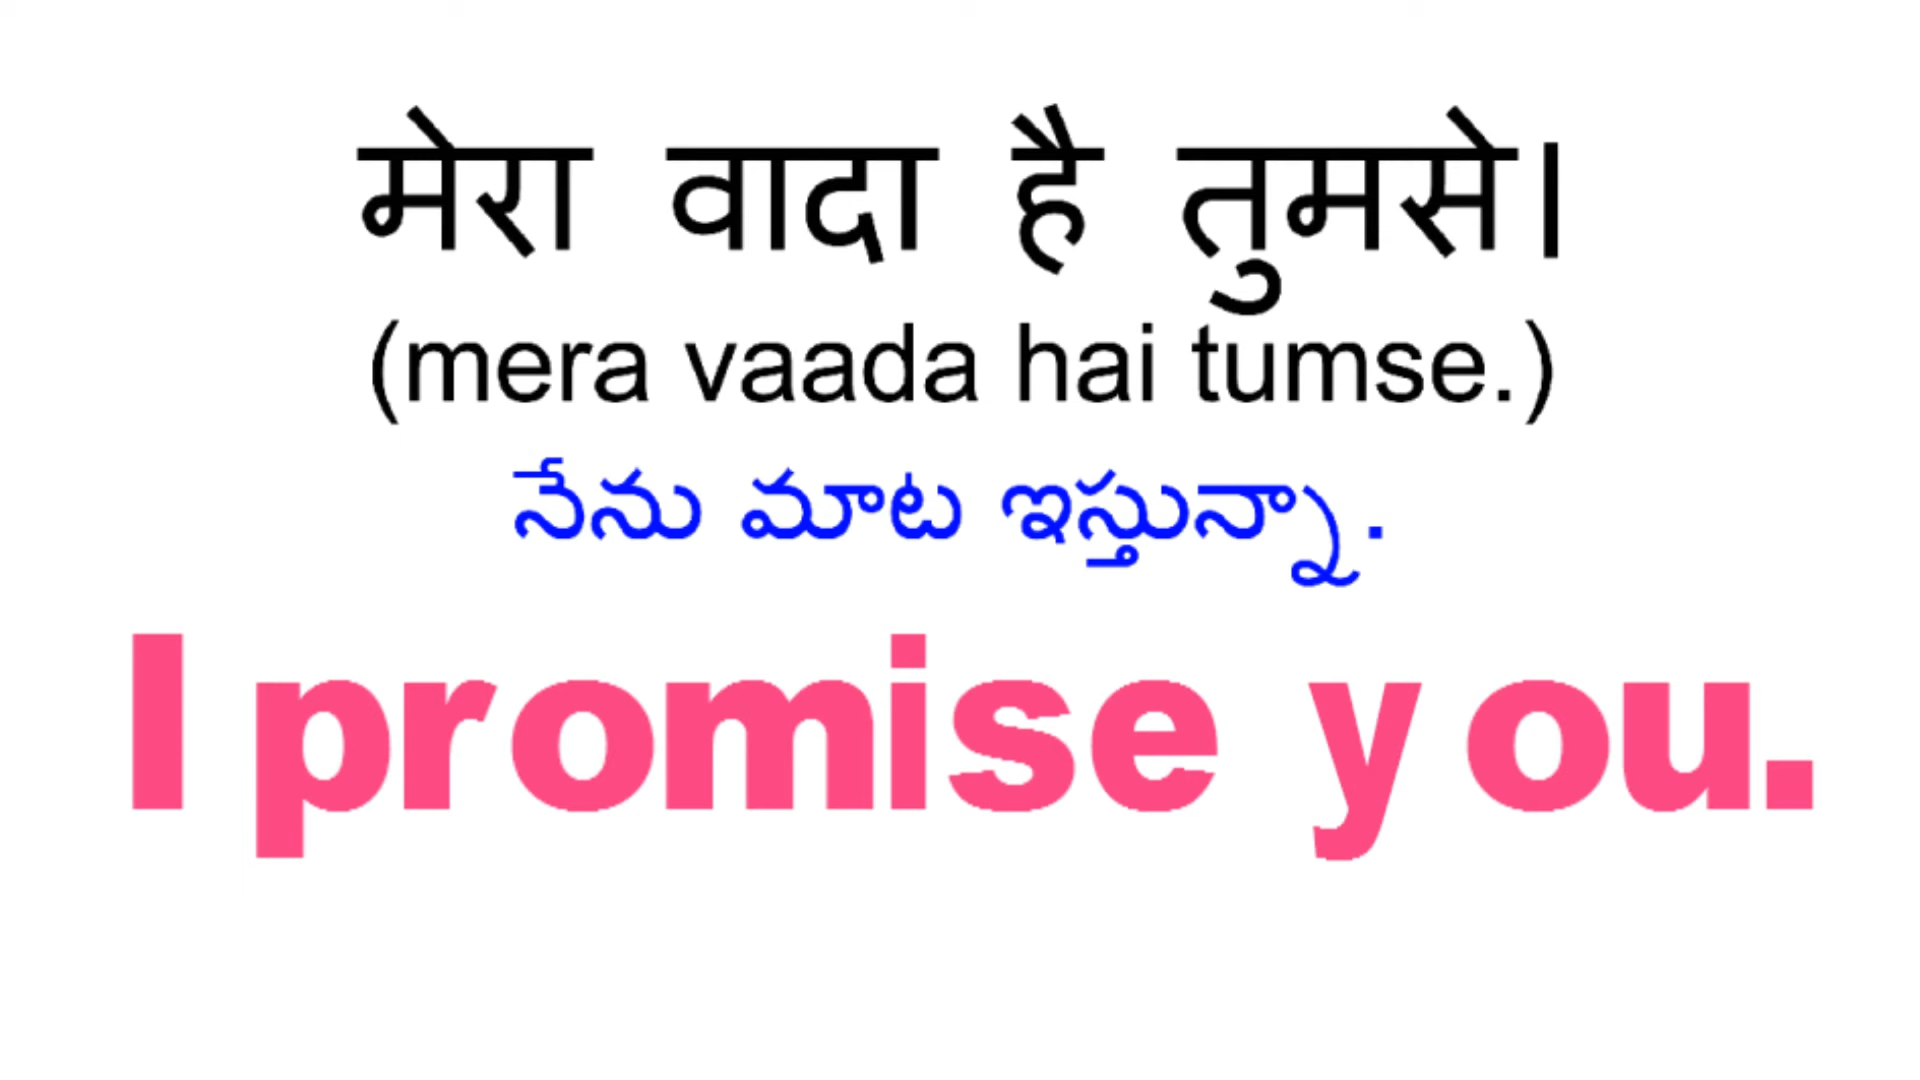 मेरा वादा है तुमसे।
(mera vaada hai tumse.)
నేను మాట ఇస్తున్నా.
I promise you.